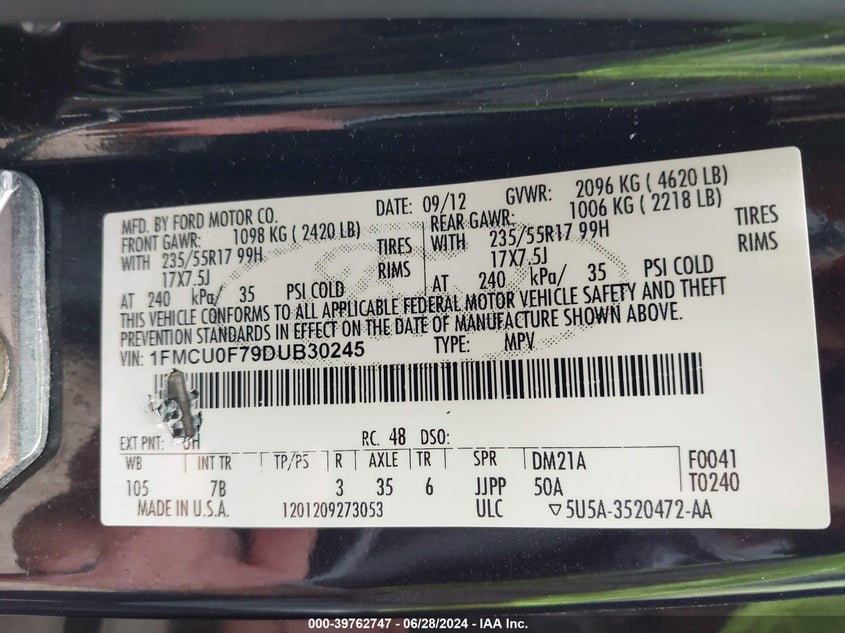 MFD. BY FORD MOTOR CO. DATE: 09/12 GVWR: 2096 KG ( 4620 LB)
FRONT GAWR: 1098 KG ( 2420 LB) REAR GAWR: 1006 KG ( 2218 LB)
WITH 235/55R17 99H TIRES WITH 235/55R17 99H TIRES
17X7.5J RIMS 17X7.5J RIMS
AT 240 kPa/ 35 PSI COLD AT 240 kPa/ 35 PSI COLD
THIS VEHICLE CONFORMS TO ALL APPLICABLE FEDERAL MOTOR VEHICLE SAFETY AND THEFT
PREVENTION STANDARDS IN EFFECT ON THE DATE OF MANUFACTURE SHOWN ABOVE.
VIN: 1FMCU0F79DUB30245 TYPE: MPV
EXT PNT: RC: 48 DSO:
WB INT TR TP/PS R AXLE TR SPR DM21A F0041
105 7B 3 35 6 JJPP 50A T0240
MADE IN U.S.A. 1201209273053 ULC ▽5U5A-3520472-AA
000-39762747 - 06/28/2024 - IAA Inc.